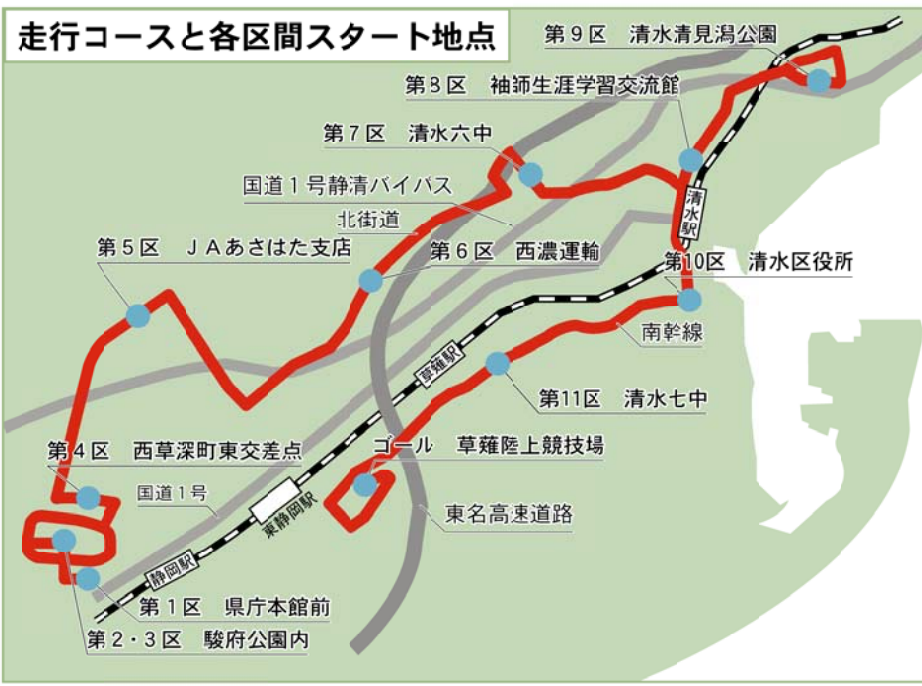 走行コースと各区間スタート地点
第９区　清水清見潟公園
第８区　袖師生涯学習交流館
第７区　清水六中
国道１号静清バイパス
北街道
清水駅
第５区　ＪＡあさはた支店
第６区　西濃運輸
第10区　清水区役所
南幹線
草薙駅
第11区　清水七中
第４区　西草深町東交差点
ゴール　草薙陸上競技場
国道１号
東静岡駅
東名高速道路
静岡駅
第１区　県庁本館前
第２・３区　駿府公園内